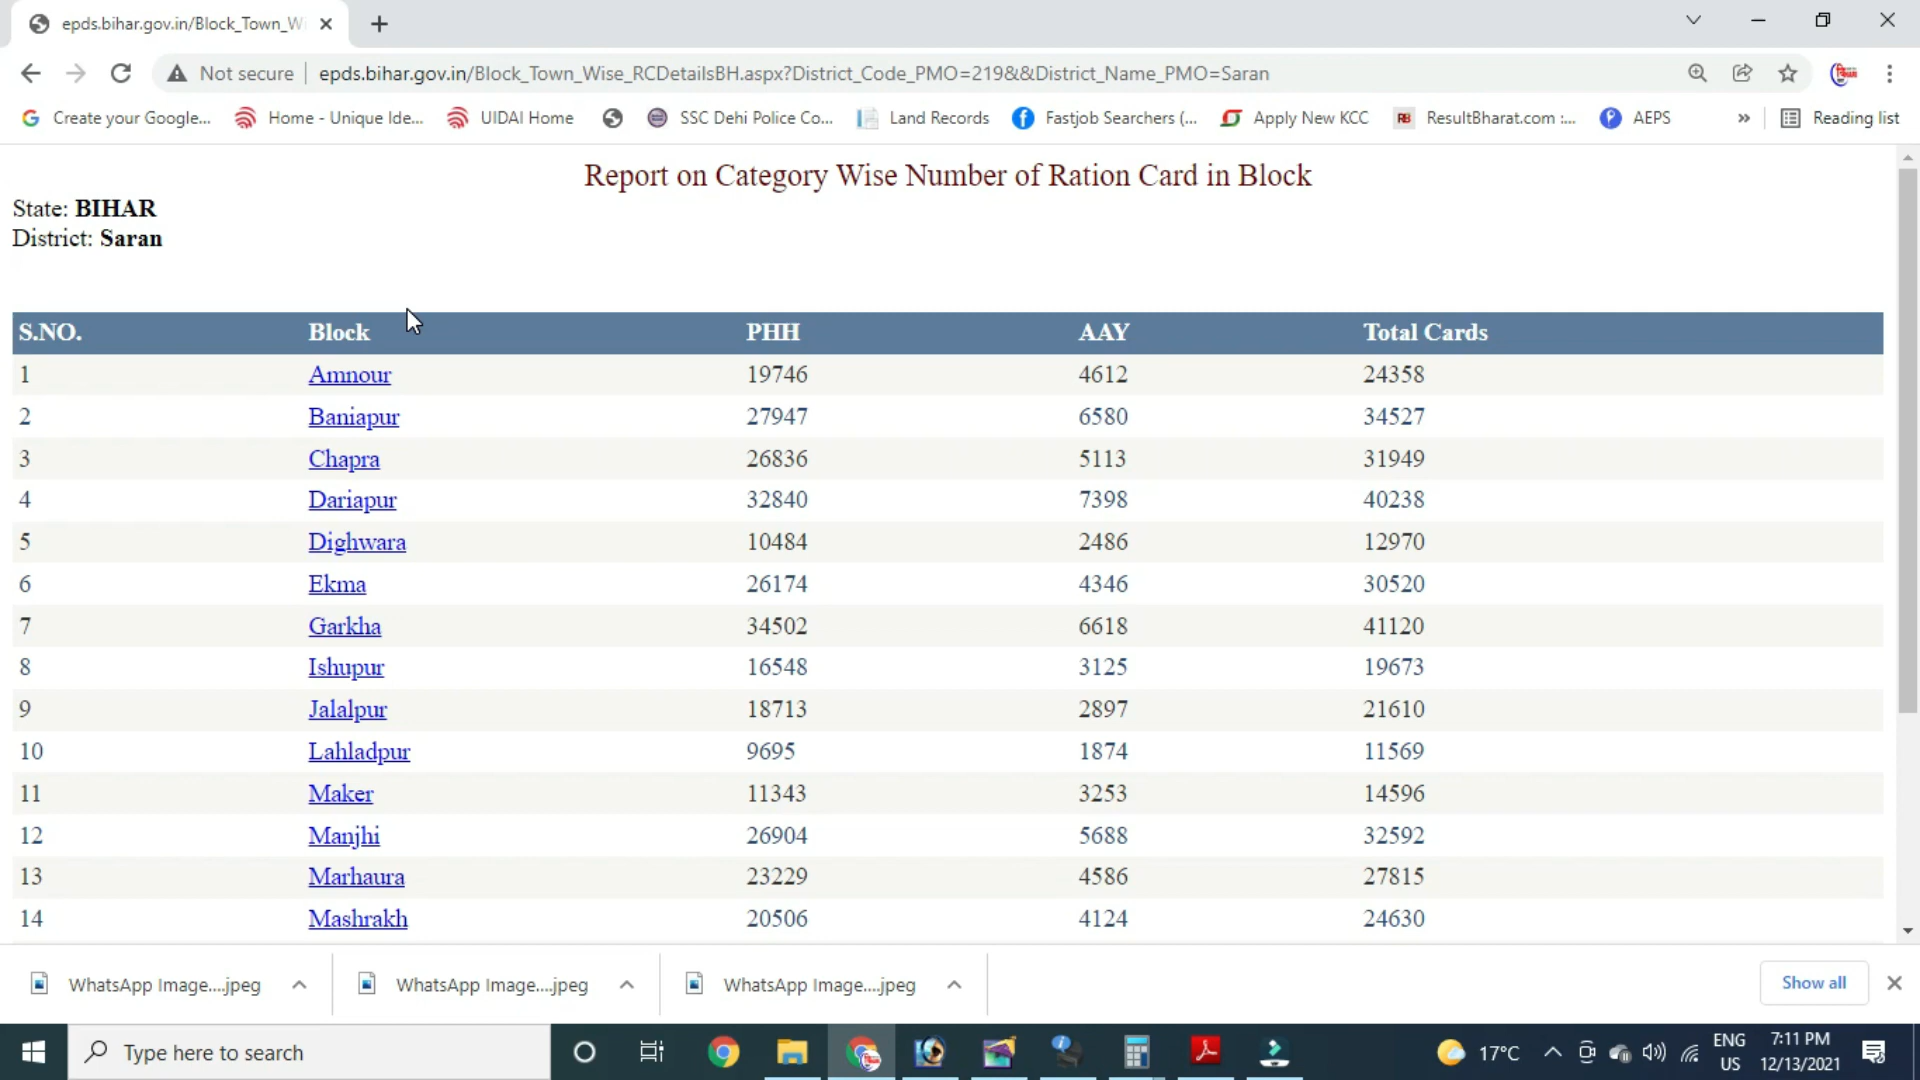 epds.bihar.gov.in/Block_Town_Wi
Not secure epds.bihar.gov.in/Block_Town_Wise_RCDetailsBH.aspx?District_Code_PMO=219&&District_Name_PMO=Saran
Create your Google... Home - Unique Ide... UIDAI Home SSC Dehi Police Co... Land Records Fastjob Searchers (... Apply New KCC RB ResultBharat.com :... AEPS » Reading list
Report on Category Wise Number of Ration Card in Block
State: BIHAR
District: Saran
S.NO. Block PHH AAY Total Cards
1 Amnour 19746 4612 24358
2 Baniapur 27947 6580 34527
3 Chapra 26836 5113 31949
4 Dariapur 32840 7398 40238
5 Dighwara 10484 2486 12970
6 Ekma 26174 4346 30520
7 Garkha 34502 6618 41120
8 Ishupur 16548 3125 19673
9 Jalalpur 18713 2897 21610
10 Lahladpur 9695 1874 11569
11 Maker 11343 3253 14596
12 Manjhi 26904 5688 32592
13 Marhaura 23229 4586 27815
14 Mashrakh 20506 4124 24630
WhatsApp Image....jpeg WhatsApp Image....jpeg WhatsApp Image....jpeg Show all
Type here to search 17°C ENG 7:11 PM
US 12/13/2021